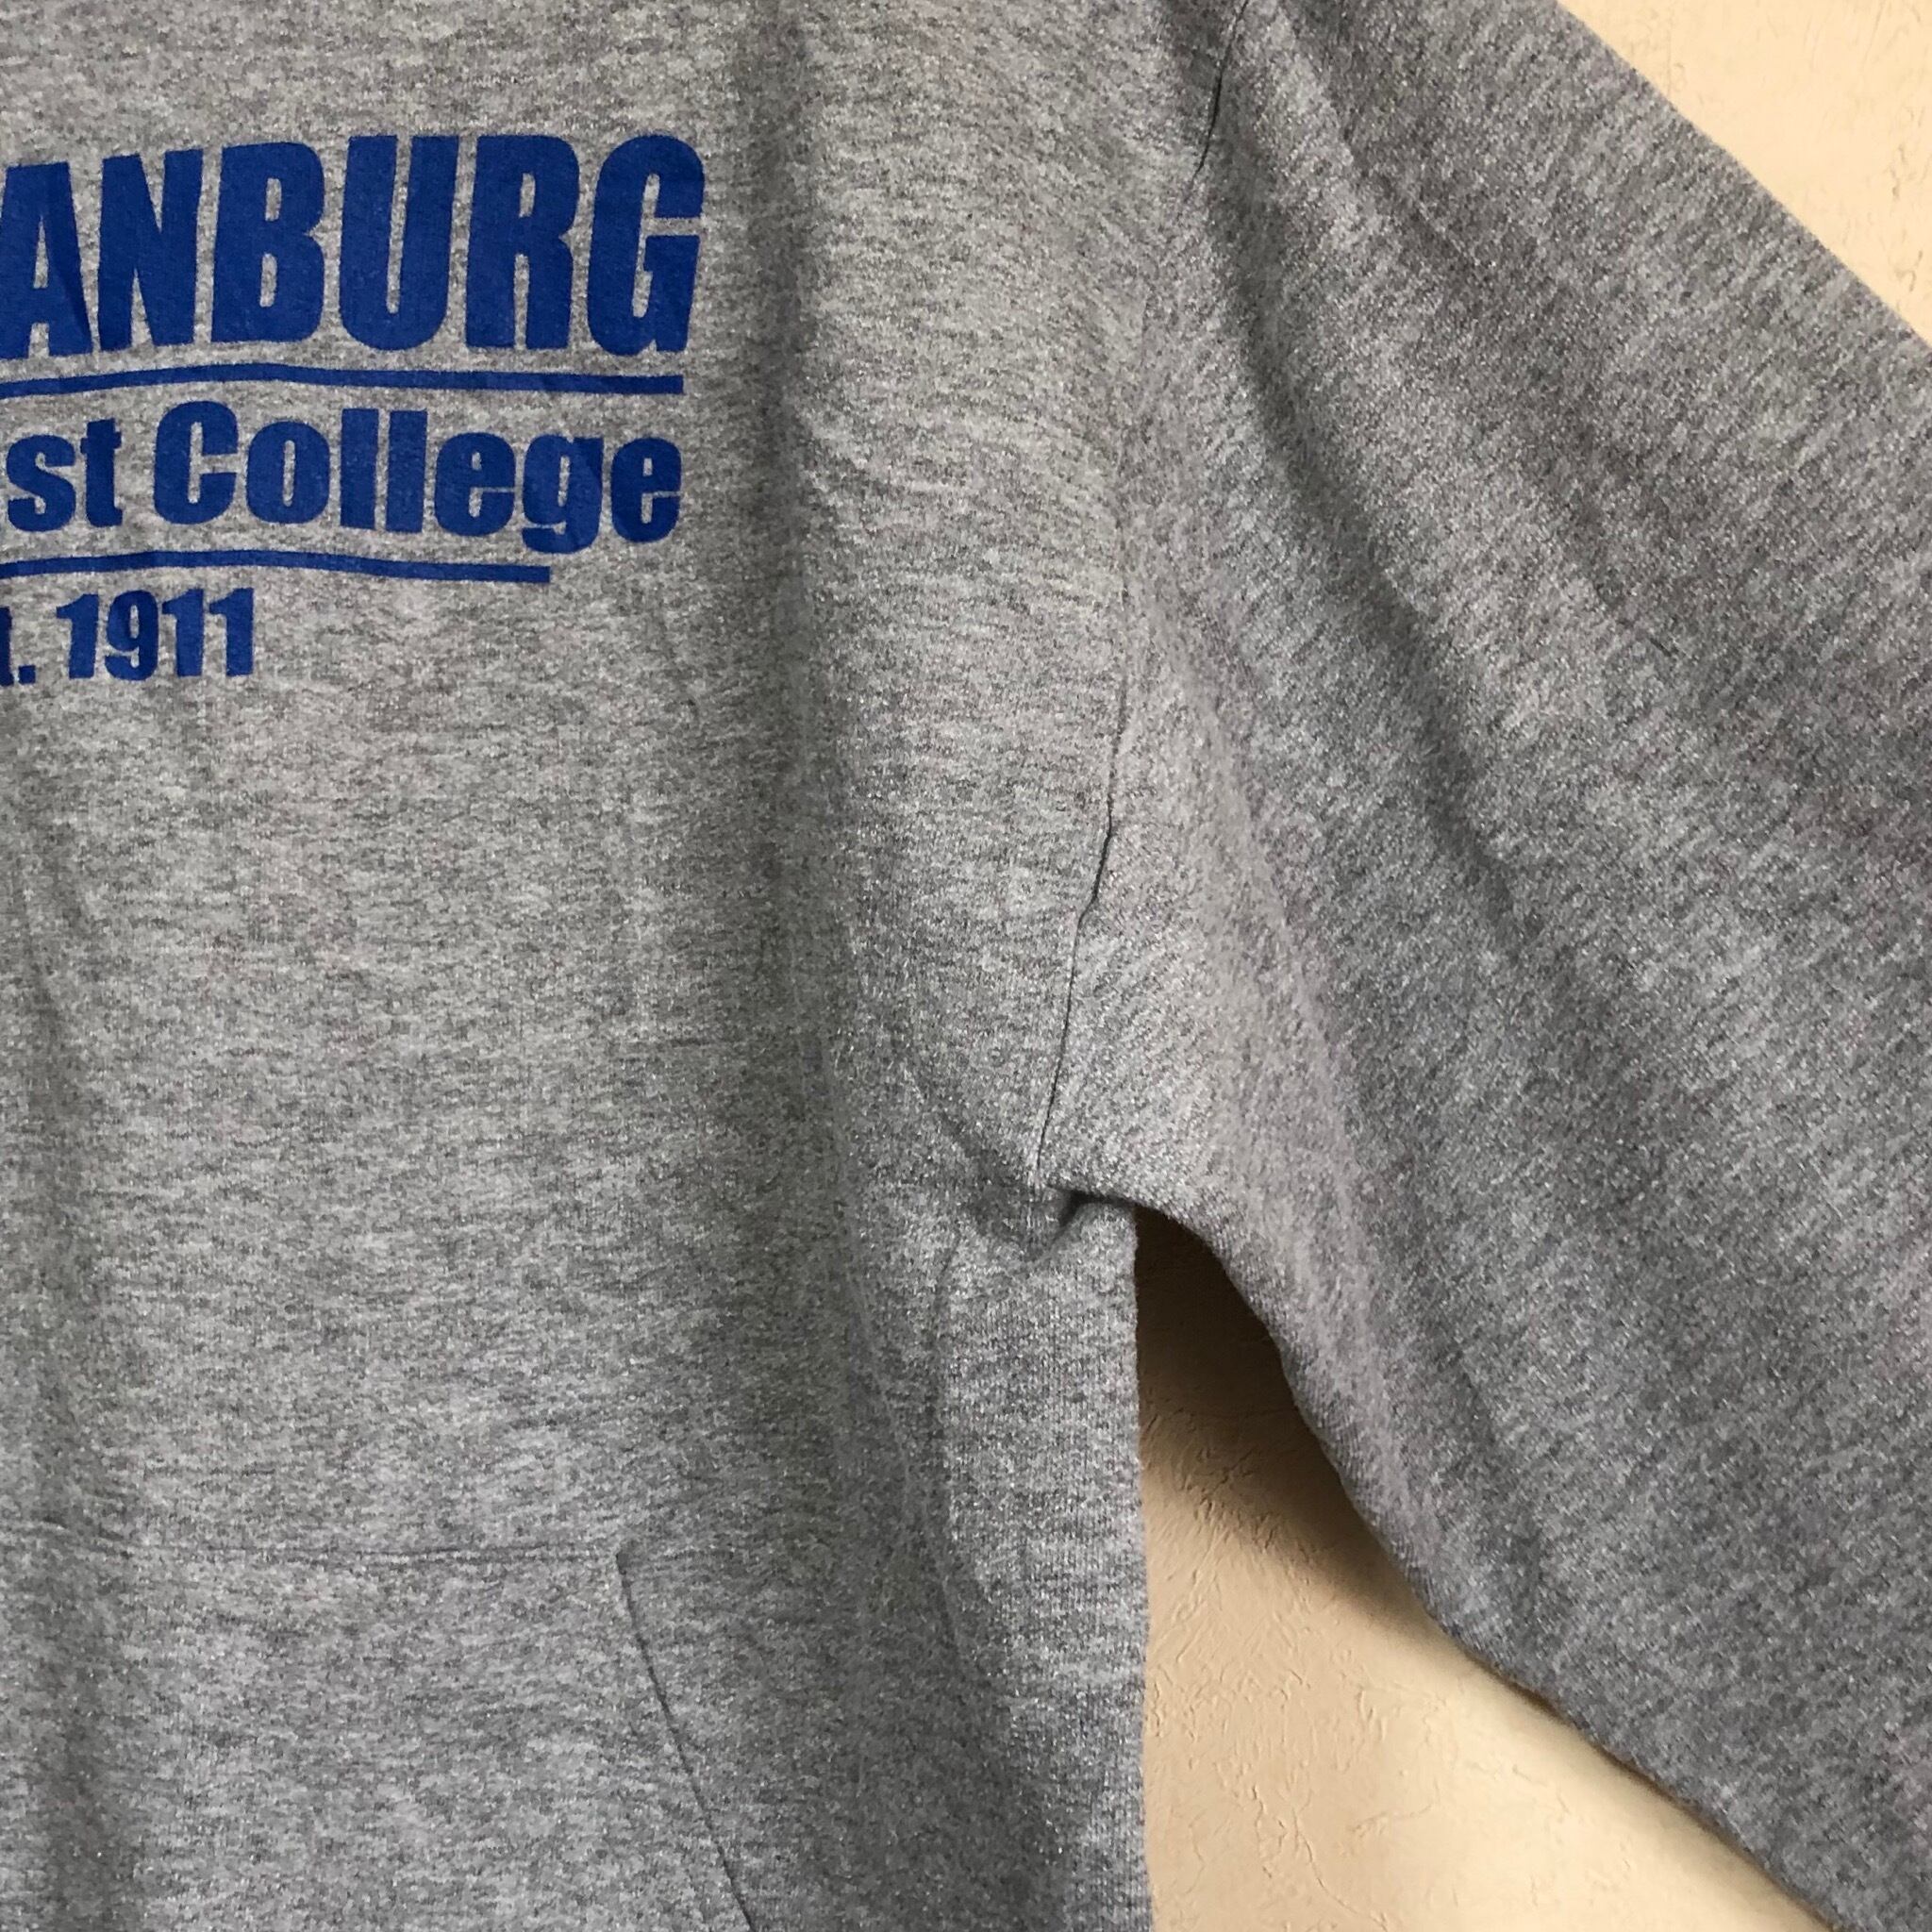 ANBURG
st College
t. 1911